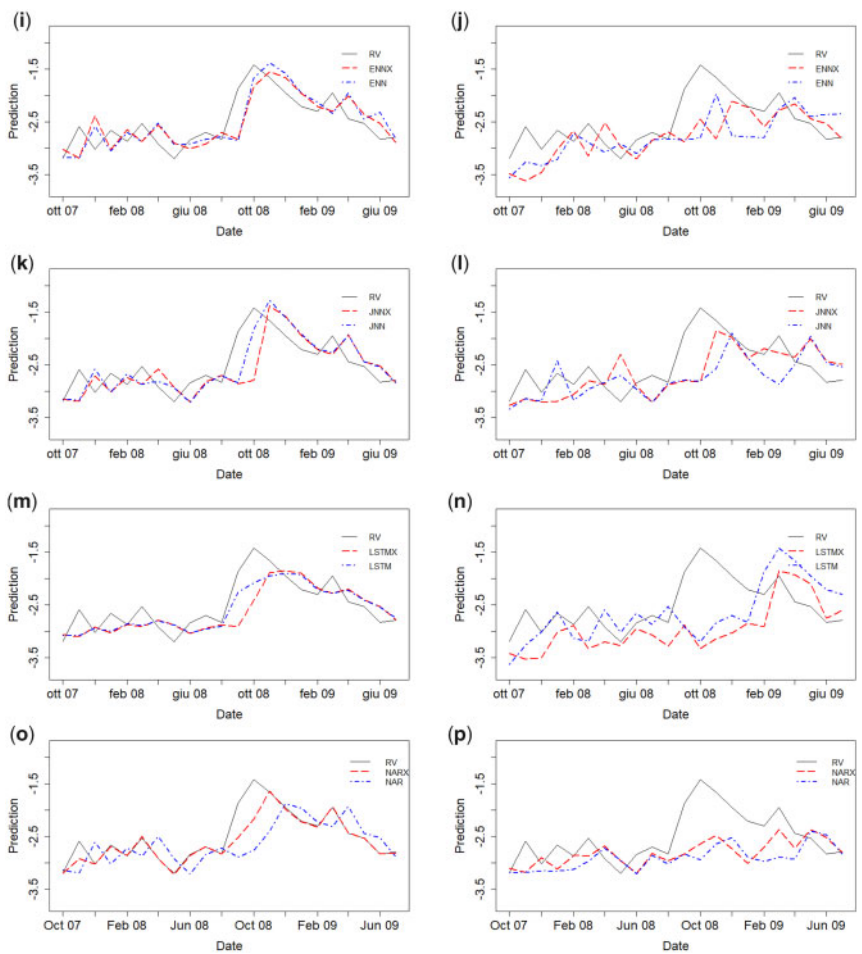 (i)
Prediction
-1.5
-2.5
-3.5
RV
ENNX
ENN
ott 07
feb 08
giu 08
ott 08
feb 09
giu 09
Date
(j)
Prediction
-1.5
-2.5
-3.5
RV
ENNX
ENN
ott 07
feb 08
giu 08
ott 08
feb 09
giu 09
Date
(k)
Prediction
-1.5
-2.5
-3.5
RV
JNNX
JNN
ott 07
feb 08
giu 08
ott 08
feb 09
giu 09
Date
(l)
Prediction
-1.5
-2.5
-3.5
RV
JNNX
JNN
ott 07
feb 08
giu 08
ott 08
feb 09
giu 09
Date
(m)
Prediction
-1.5
-2.5
-3.5
RV
LSTMX
LSTM
ott 07
feb 08
giu 08
ott 08
feb 09
giu 09
Date
(n)
Prediction
-1.5
-2.5
-3.5
RV
LSTMX
LSTM
ott 07
feb 08
giu 08
ott 08
feb 09
giu 09
Date
(o)
Prediction
-1.5
-2.5
-3.5
RV
NARX
NAR
Oct 07
Feb 08
Jun 08
Oct 08
Feb 09
Jun 09
Date
(p)
Prediction
-1.5
-2.5
-3.5
RV
NARX
NAR
Oct 07
Feb 08
Jun 08
Oct 08
Feb 09
Jun 09
Date